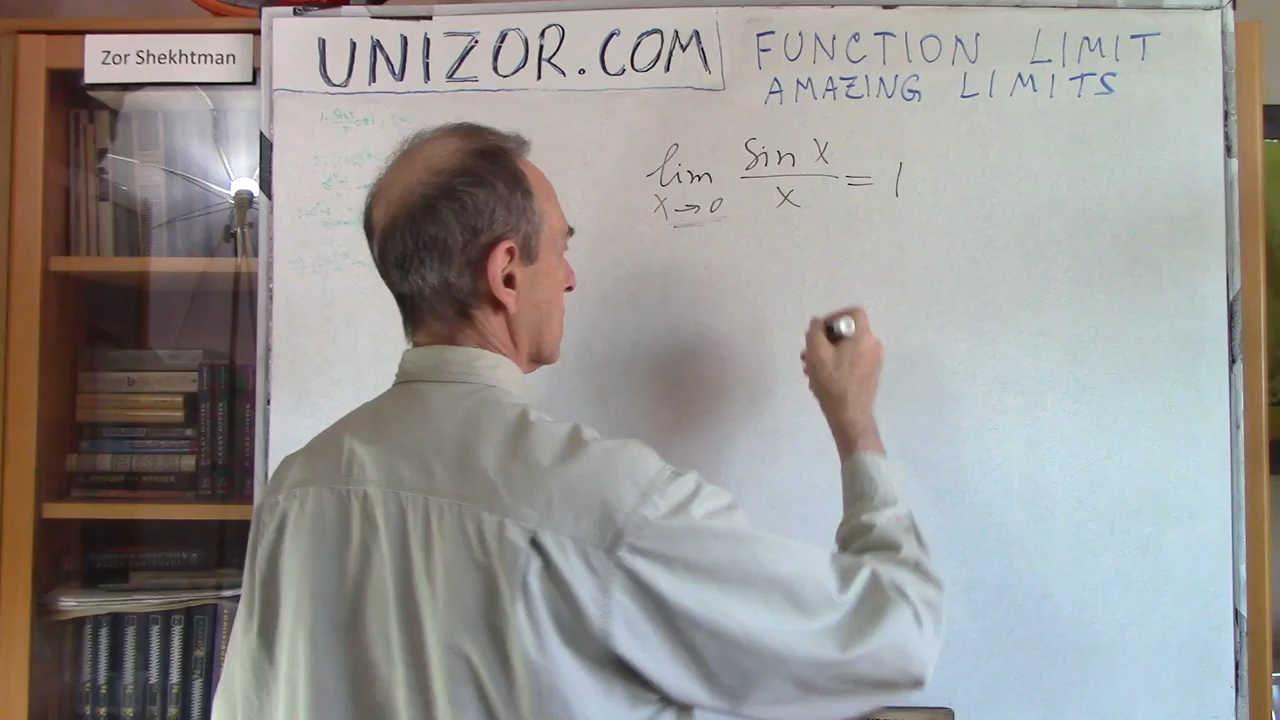 Zor Shekhtman
UNIZOR.COM
FUNCTION LIMIT
AMAZING LIMITS
lim sin x / x = 1
x → 0